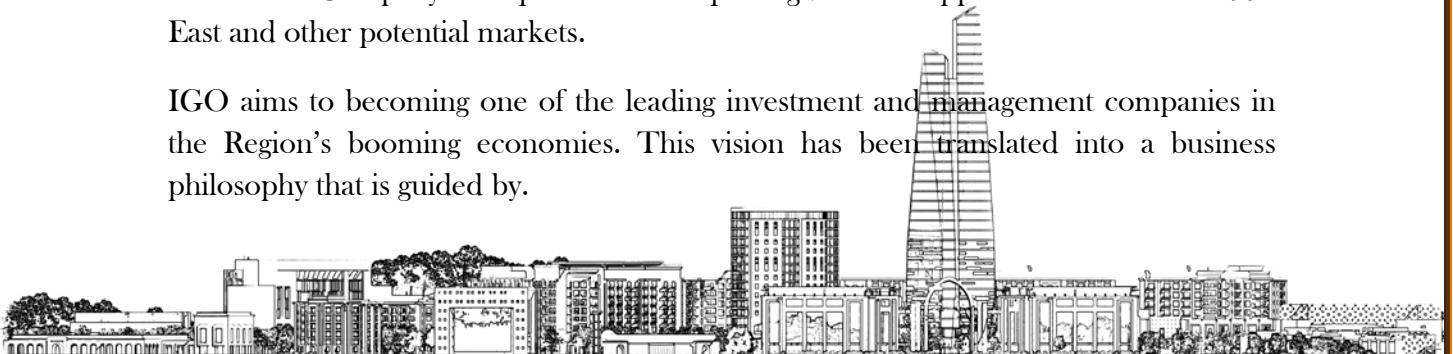 East and other potential markets.
IGO aims to becoming one of the leading investment and management companies in
the Region’s booming economies. This vision has been translated into a business
philosophy that is guided by.